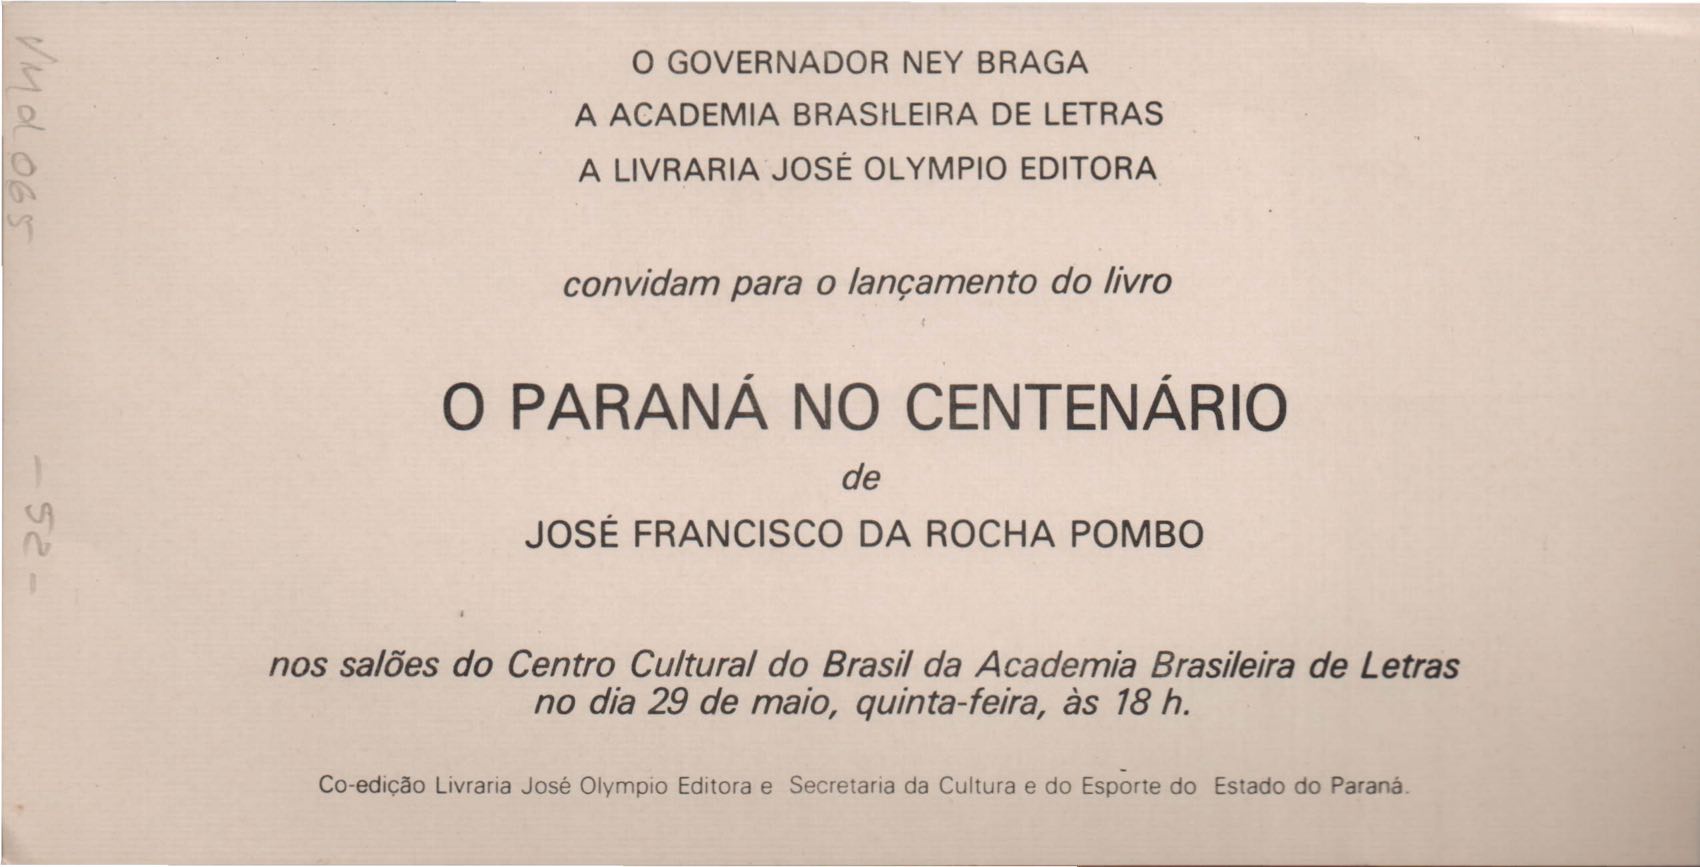 O GOVERNADOR NEY BRAGA
A ACADEMIA BRASILEIRA DE LETRAS
A LIVRARIA JOSÉ OLYMPIO EDITORA
convidam para o lançamento do livro
O PARANÁ NO CENTENÁRIO
de
JOSÉ FRANCISCO DA ROCHA POMBO
nos salões do Centro Cultural do Brasil da Academia Brasileira de Letras
no dia 29 de maio, quinta-feira, às 18 h.
Co-edição Livraria José Olympio Editora e Secretaria da Cultura e do Esporte do Estado do Paraná.
- 52 -